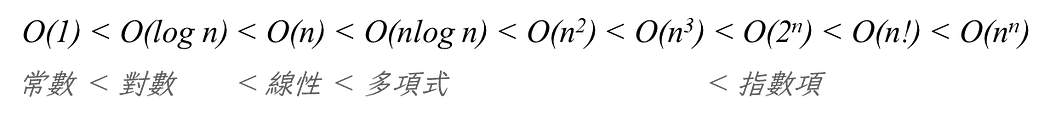 O(1) < O(log n) < O(n) < O(nlog n) < O(n²) < O(n³) < O(2ⁿ) < O(n!) < O(nⁿ)
常數 < 對數 < 線性 < 多項式 < 指數項